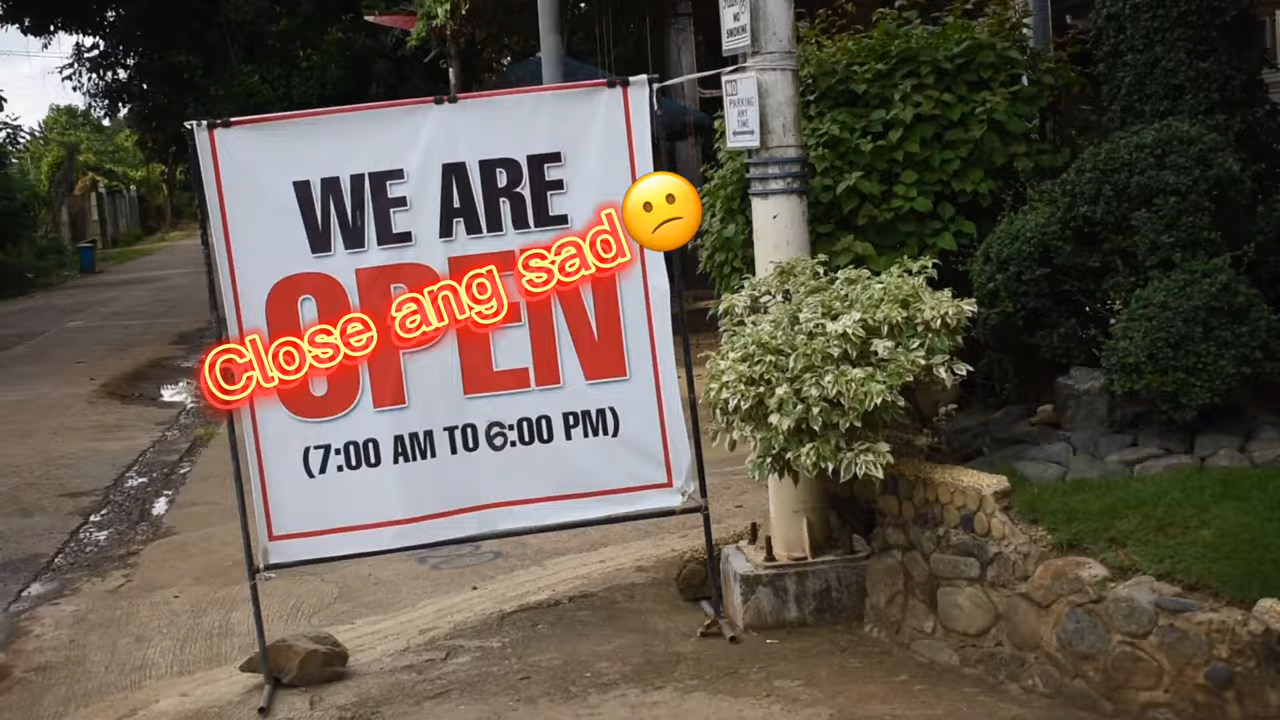 WE ARE
OPEN
Close ang sad
(7:00 AM TO 6:00 PM)
NO
SMOKING
NO
PARKING
ANY
TIME